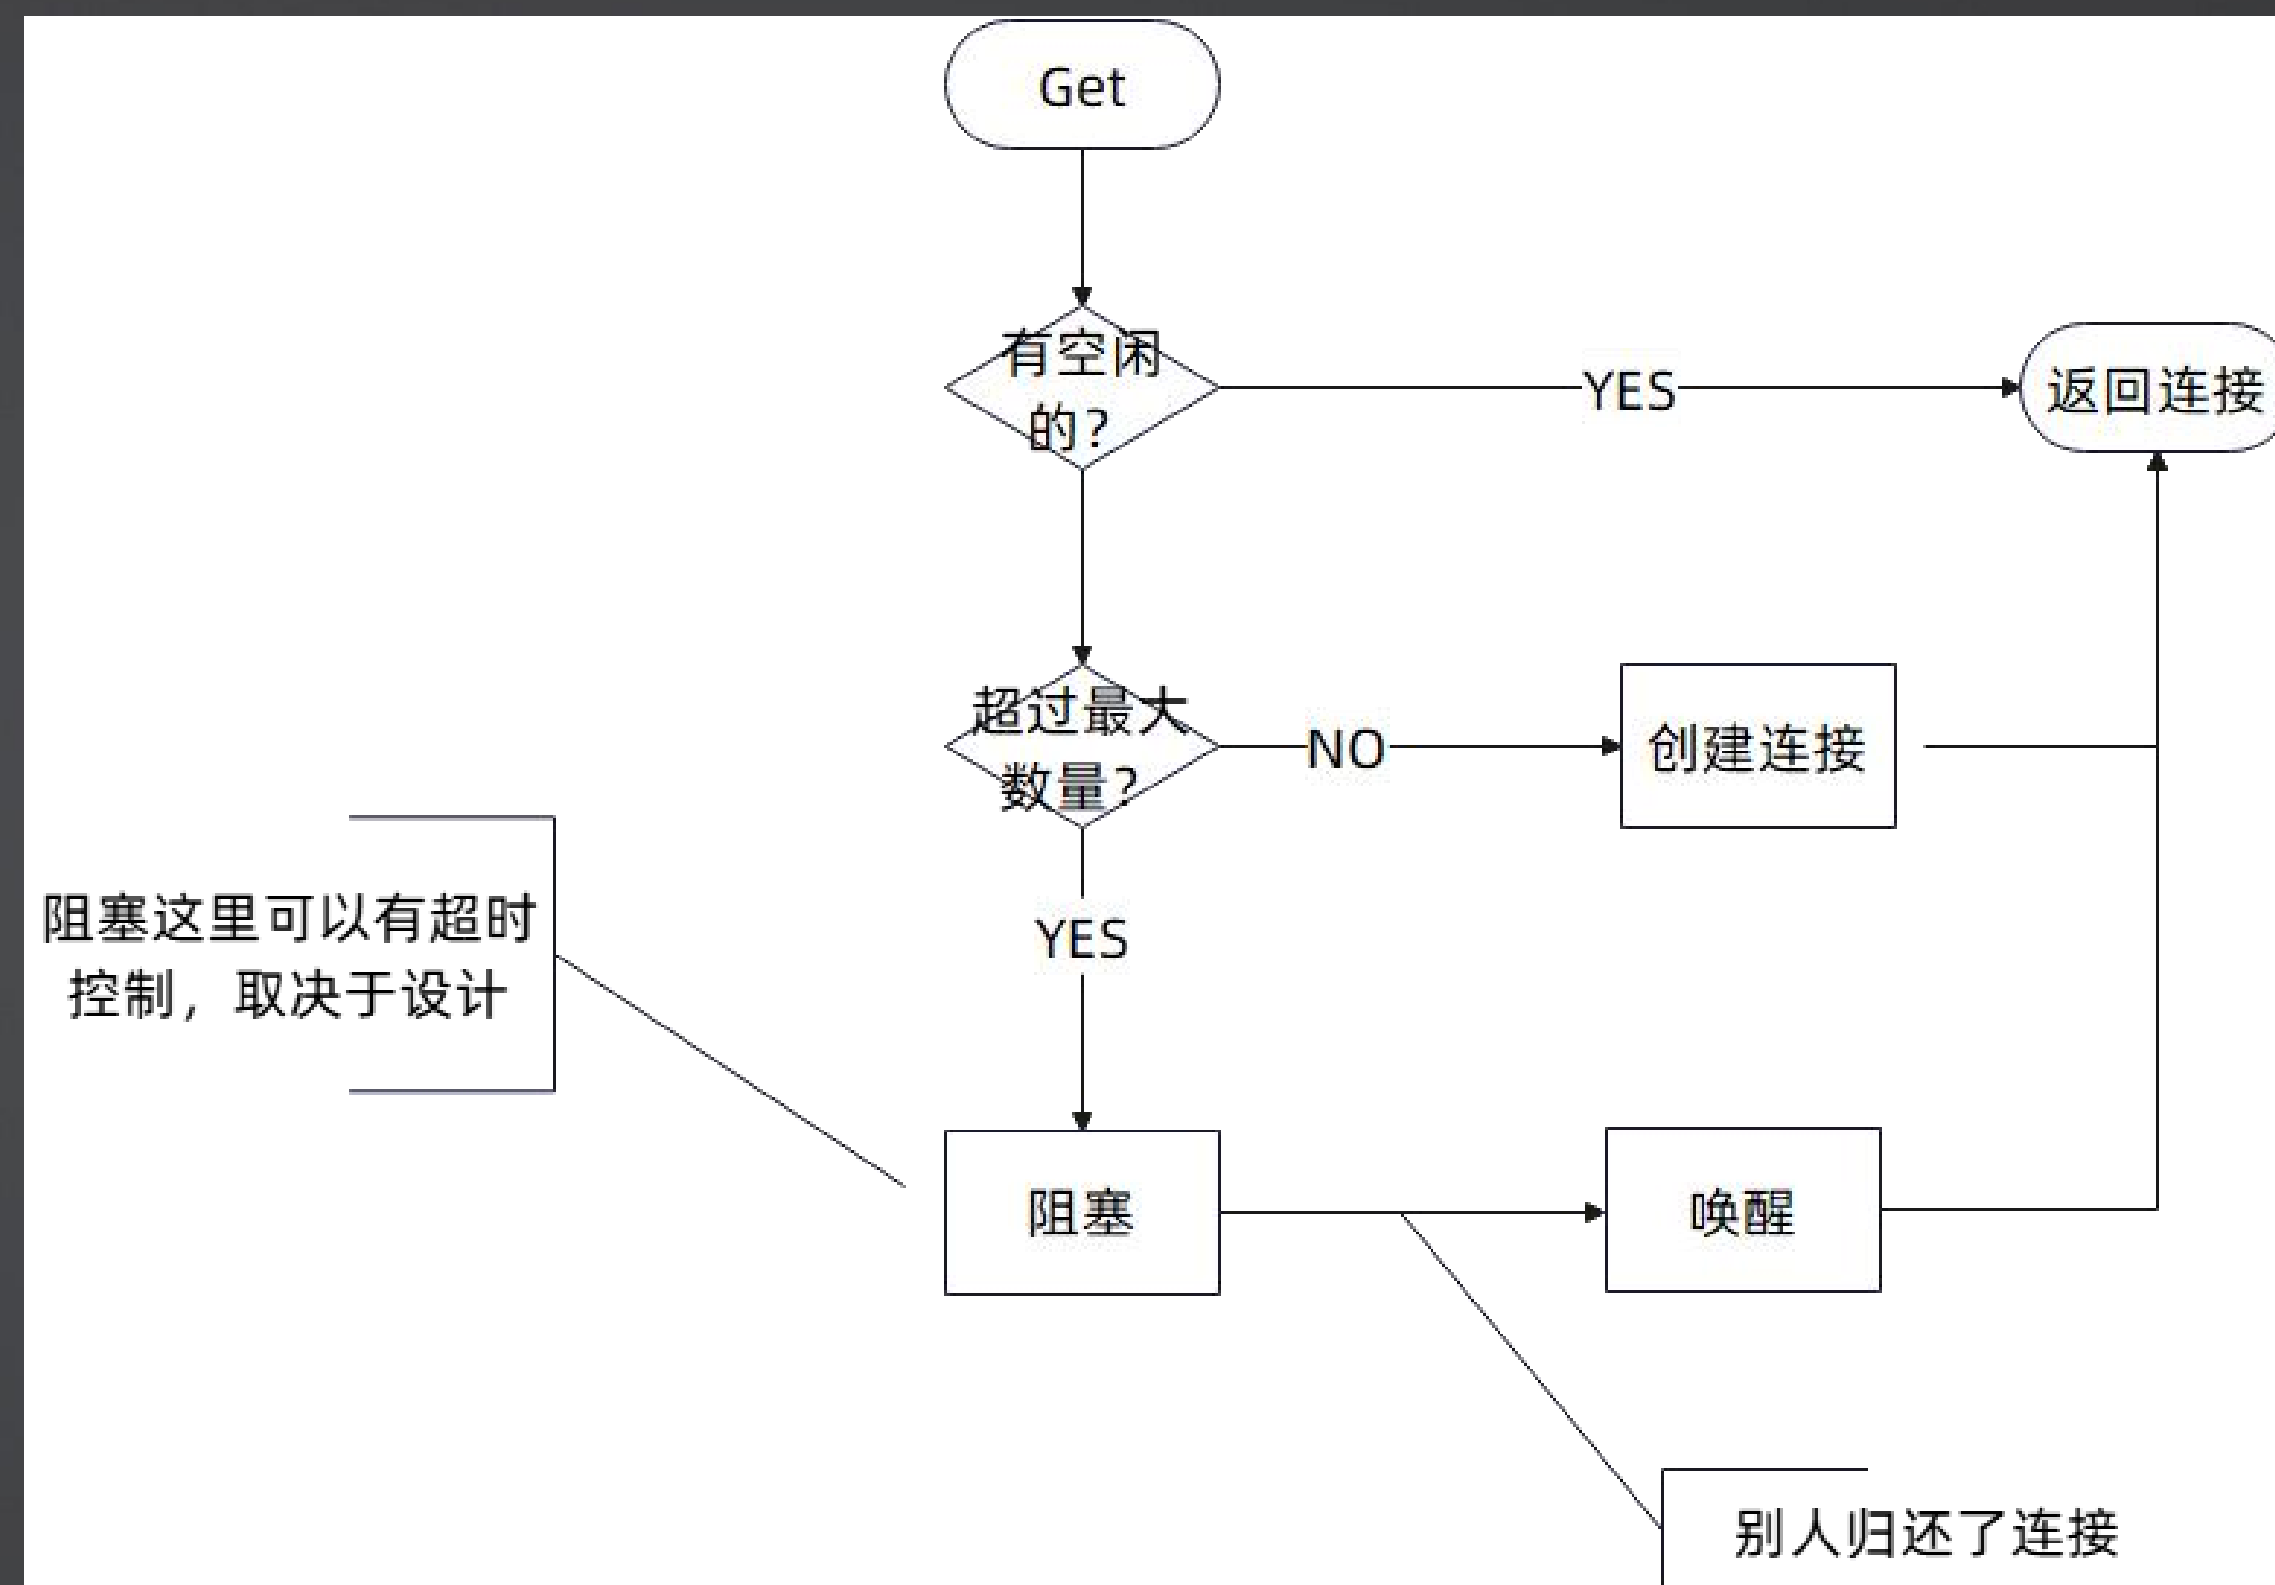 Get
有空闲
的?
YES
返回连接
超过最大
数量?
NO
创建连接
YES
阻塞这里可以有超时
控制，取决于设计
阻塞
唤醒
别人归还了连接